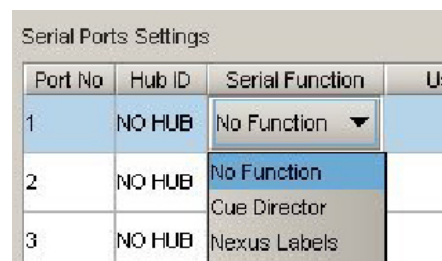 Serial Ports Settings
Port No Hub ID Serial Function
1 NO HUB No Function
2 NO HUB No Function
Cue Director
3 NO HUB Nexus Labels